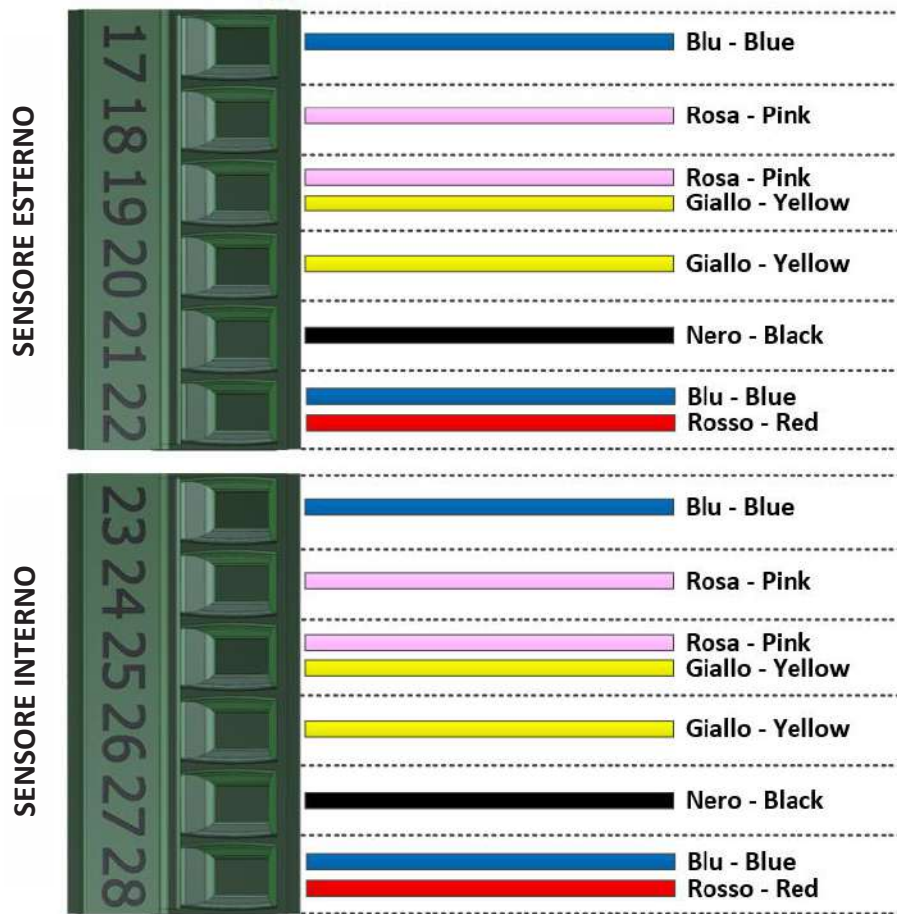 SENSORE ESTERNO
17
Blu - Blue
18
Rosa - Pink
19
Rosa - Pink
Giallo - Yellow
20
Giallo - Yellow
21
Nero - Black
22
Blu - Blue
Rosso - Red
SENSORE INTERNO
23
Blu - Blue
24
Rosa - Pink
25
Rosa - Pink
Giallo - Yellow
26
Giallo - Yellow
27
Nero - Black
28
Blu - Blue
Rosso - Red